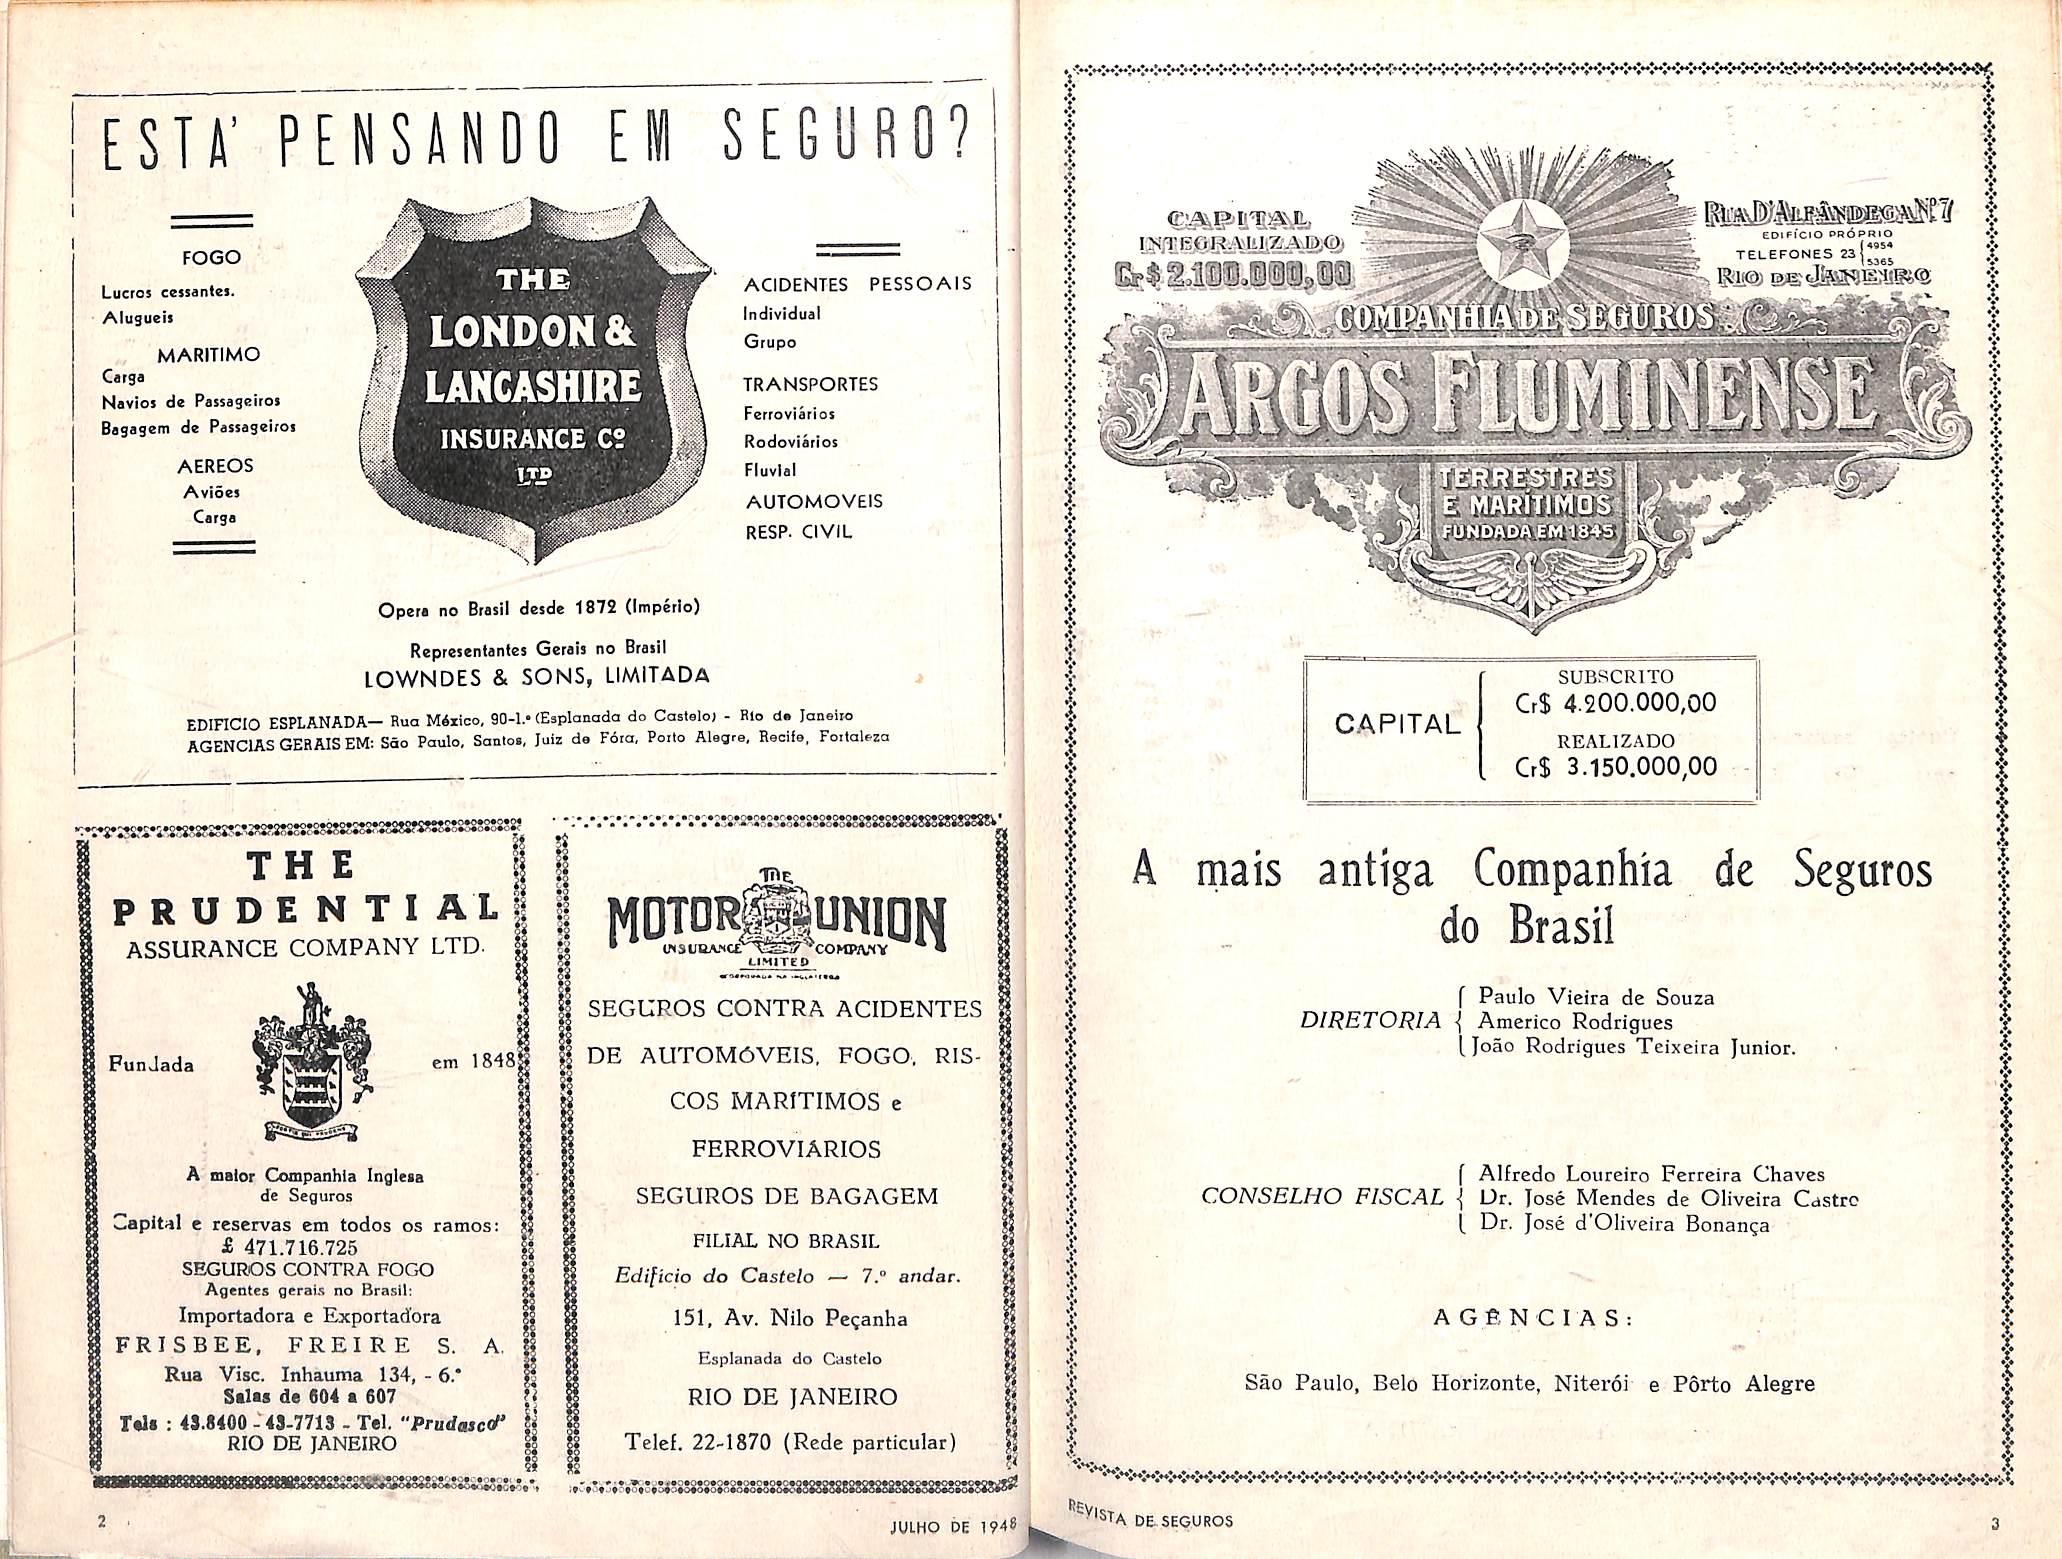 ESTA' PENSANDO EM SEGURO?
FOGO
Lucros cessantes.
Alugueis
MARITIMO
Carga
Navios de Passageiros
Bagagem de Passageiros
AEREOS
Aviões
Carga
THE
LONDON &
LANCASHIRE
INSURANCE Cº
LTD
ACIDENTES PESSOAIS
Individual
Grupo
TRANSPORTES
Ferroviários
Rodoviários
Fluvial
AUTOMOVEIS
RESP. CIVIL
Opera no Brasil desde 1872 (Império)
Representantes Gerais no Brasil
LOWNDES & SONS, LIMITADA
EDIFICIO ESPLANADA— Rua México, 90-1.º (Esplanada do Castelo) - Rio de Janeiro
AGENCIAS GERAIS EM: São Paulo, Santos, Juiz de Fóra, Porto Alegre, Recife, Fortaleza
THE
PRUDENTIAL
ASSURANCE COMPANY LTD.
Fundada em 1848
A maior Companhia Inglesa
de Seguros
Capital e reservas em todos os ramos:
£ 471.716.725
SEGUROS CONTRA FOGO
Agentes gerais no Brasil:
Importadora e Exportadora
FRISBEE, FREIRE S. A.
Rua Visc. Inhauma 134, - 6.º
Salas de 604 a 607
Tels : 43.8400 - 43-7713 - Tel. "Prudasco"
RIO DE JANEIRO
THE
MOTOR UNION
INSURANCE COMPANY
LIMITED
SEGUROS CONTRA ACIDENTES
DE AUTOMÓVEIS, FOGO, RIS-
COS MARÍTIMOS e
FERROVIÁRIOS
SEGUROS DE BAGAGEM
FILIAL NO BRASIL
Edifício do Castelo — 7.º andar.
151, Av. Nilo Peçanha
Esplanada do Castelo
RIO DE JANEIRO
Telef. 22-1870 (Rede particular)
2
JULHO DE 1948
CAPITAL
INTEGRALIZADO
Cr$ 2.100.000,00
RUA D'ALFÂNDEGA Nº 7
EDIFÍCIO PRÓPRIO
TELEFONES 23 { 4954
5365
RIO DE JANEIRO
COMPANHIA DE SEGUROS
ARGOS FLUMINENSE
TERRESTRES
E MARÍTIMOS
FUNDADA EM 1845
CAPITAL
SUBSCRITO
Cr$ 4.200.000,00
REALIZADO
Cr$ 3.150.000,00
A mais antiga Companhia de Seguros
do Brasil
DIRETORIA
Paulo Vieira de Souza
Americo Rodrigues
João Rodrigues Teixeira Junior.
CONSELHO FISCAL
Alfredo Loureiro Ferreira Chaves
Dr. José Mendes de Oliveira Castro
Dr. José d'Oliveira Bonança
AGÊNCIAS:
São Paulo, Belo Horizonte, Niterói e Pôrto Alegre
REVISTA DE SEGUROS
3